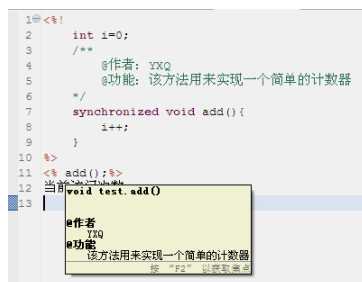 1 <%!
2 int i=0;
3 /**
4 @作者: YXQ
5 @功能: 该方法用来实现一个简单的计数器
6 */
7 synchronized void add(){
8 i++;
9 }
10 %>
11 <% add();%>
12 当前
13
void test.add()
@作者
YXQ
@功能
该方法用来实现一个简单的计数器
按 "F2" 以获取焦点